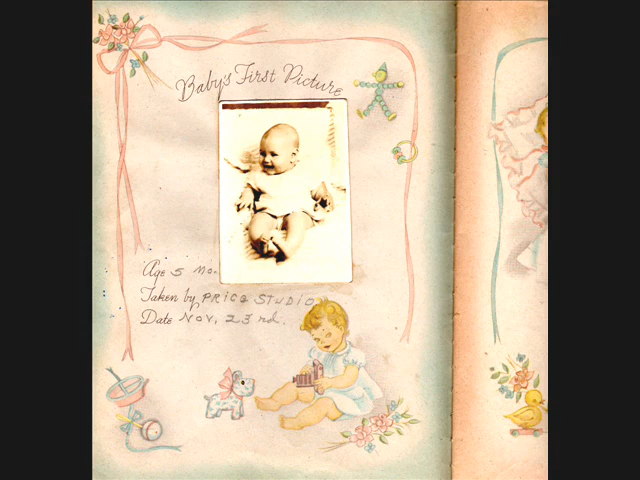 Baby's First Picture
Age 5 mo.
Taken by PRICE STUDIO
Date Nov, 23rd.